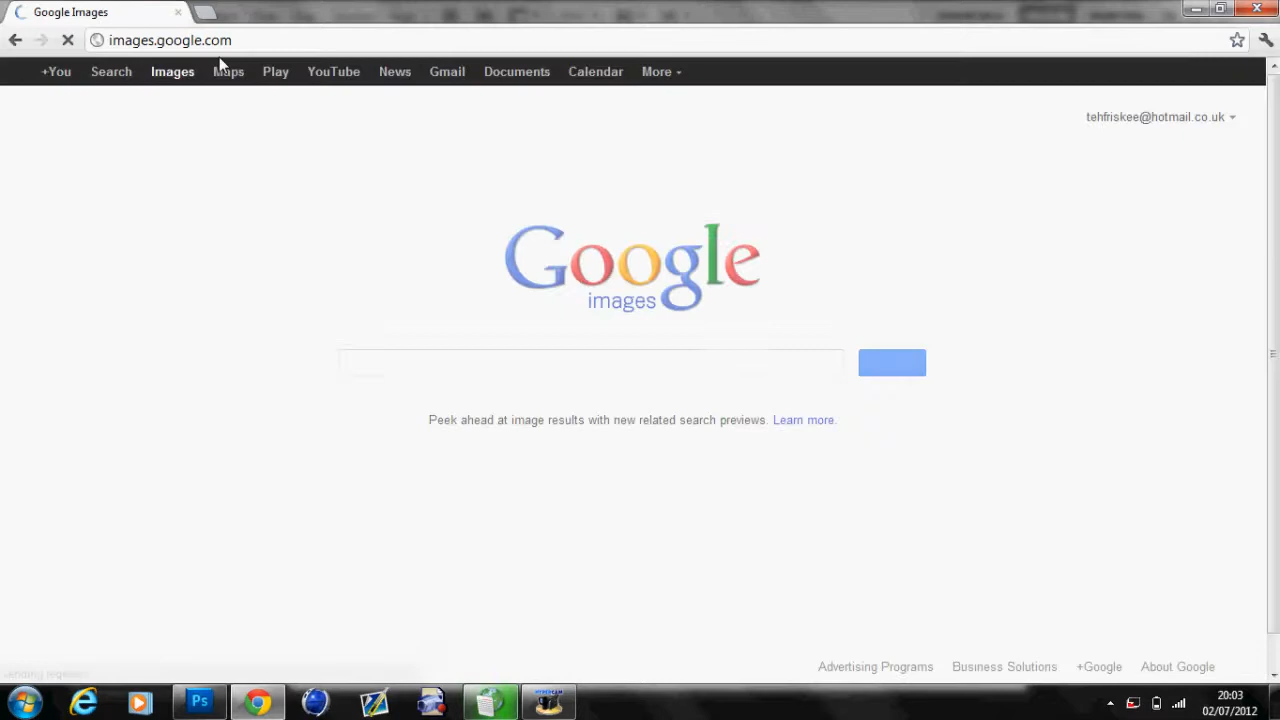 Google Images
images.google.com
+You Search Images Maps Play YouTube News Gmail Documents Calendar More
tehfriskee@hotmail.co.uk
Google
images
Peek ahead at image results with new related search previews. Learn more.
Advertising Programs Business Solutions +Google About Google
Ps
20:03
02/07/2012